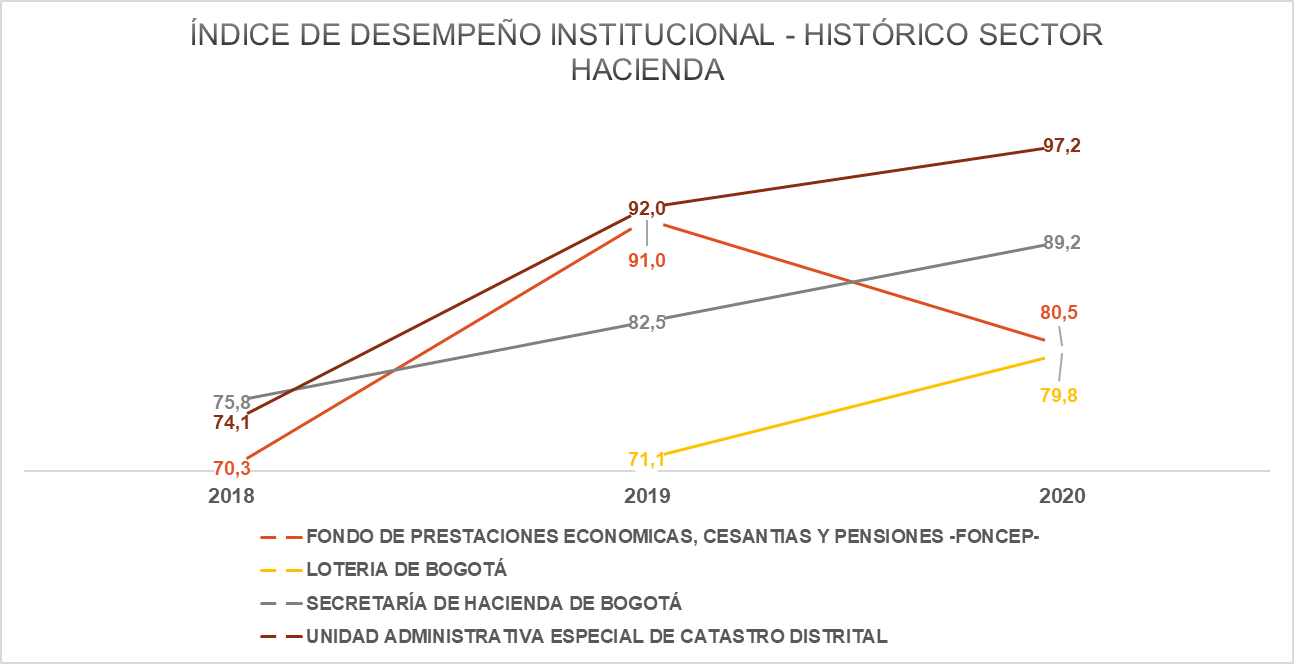 ÍNDICE DE DESEMPEÑO INSTITUCIONAL - HISTÓRICO SECTOR
HACIENDA
97,2
92,0
89,2
91,0
80,5
82,5
79,8
75,8
74,1
71,1
70,3
2018 2019 2020
FONDO DE PRESTACIONES ECONOMICAS, CESANTIAS Y PENSIONES -FONCEP-
LOTERIA DE BOGOTÁ
SECRETARÍA DE HACIENDA DE BOGOTÁ
UNIDAD ADMINISTRATIVA ESPECIAL DE CATASTRO DISTRITAL